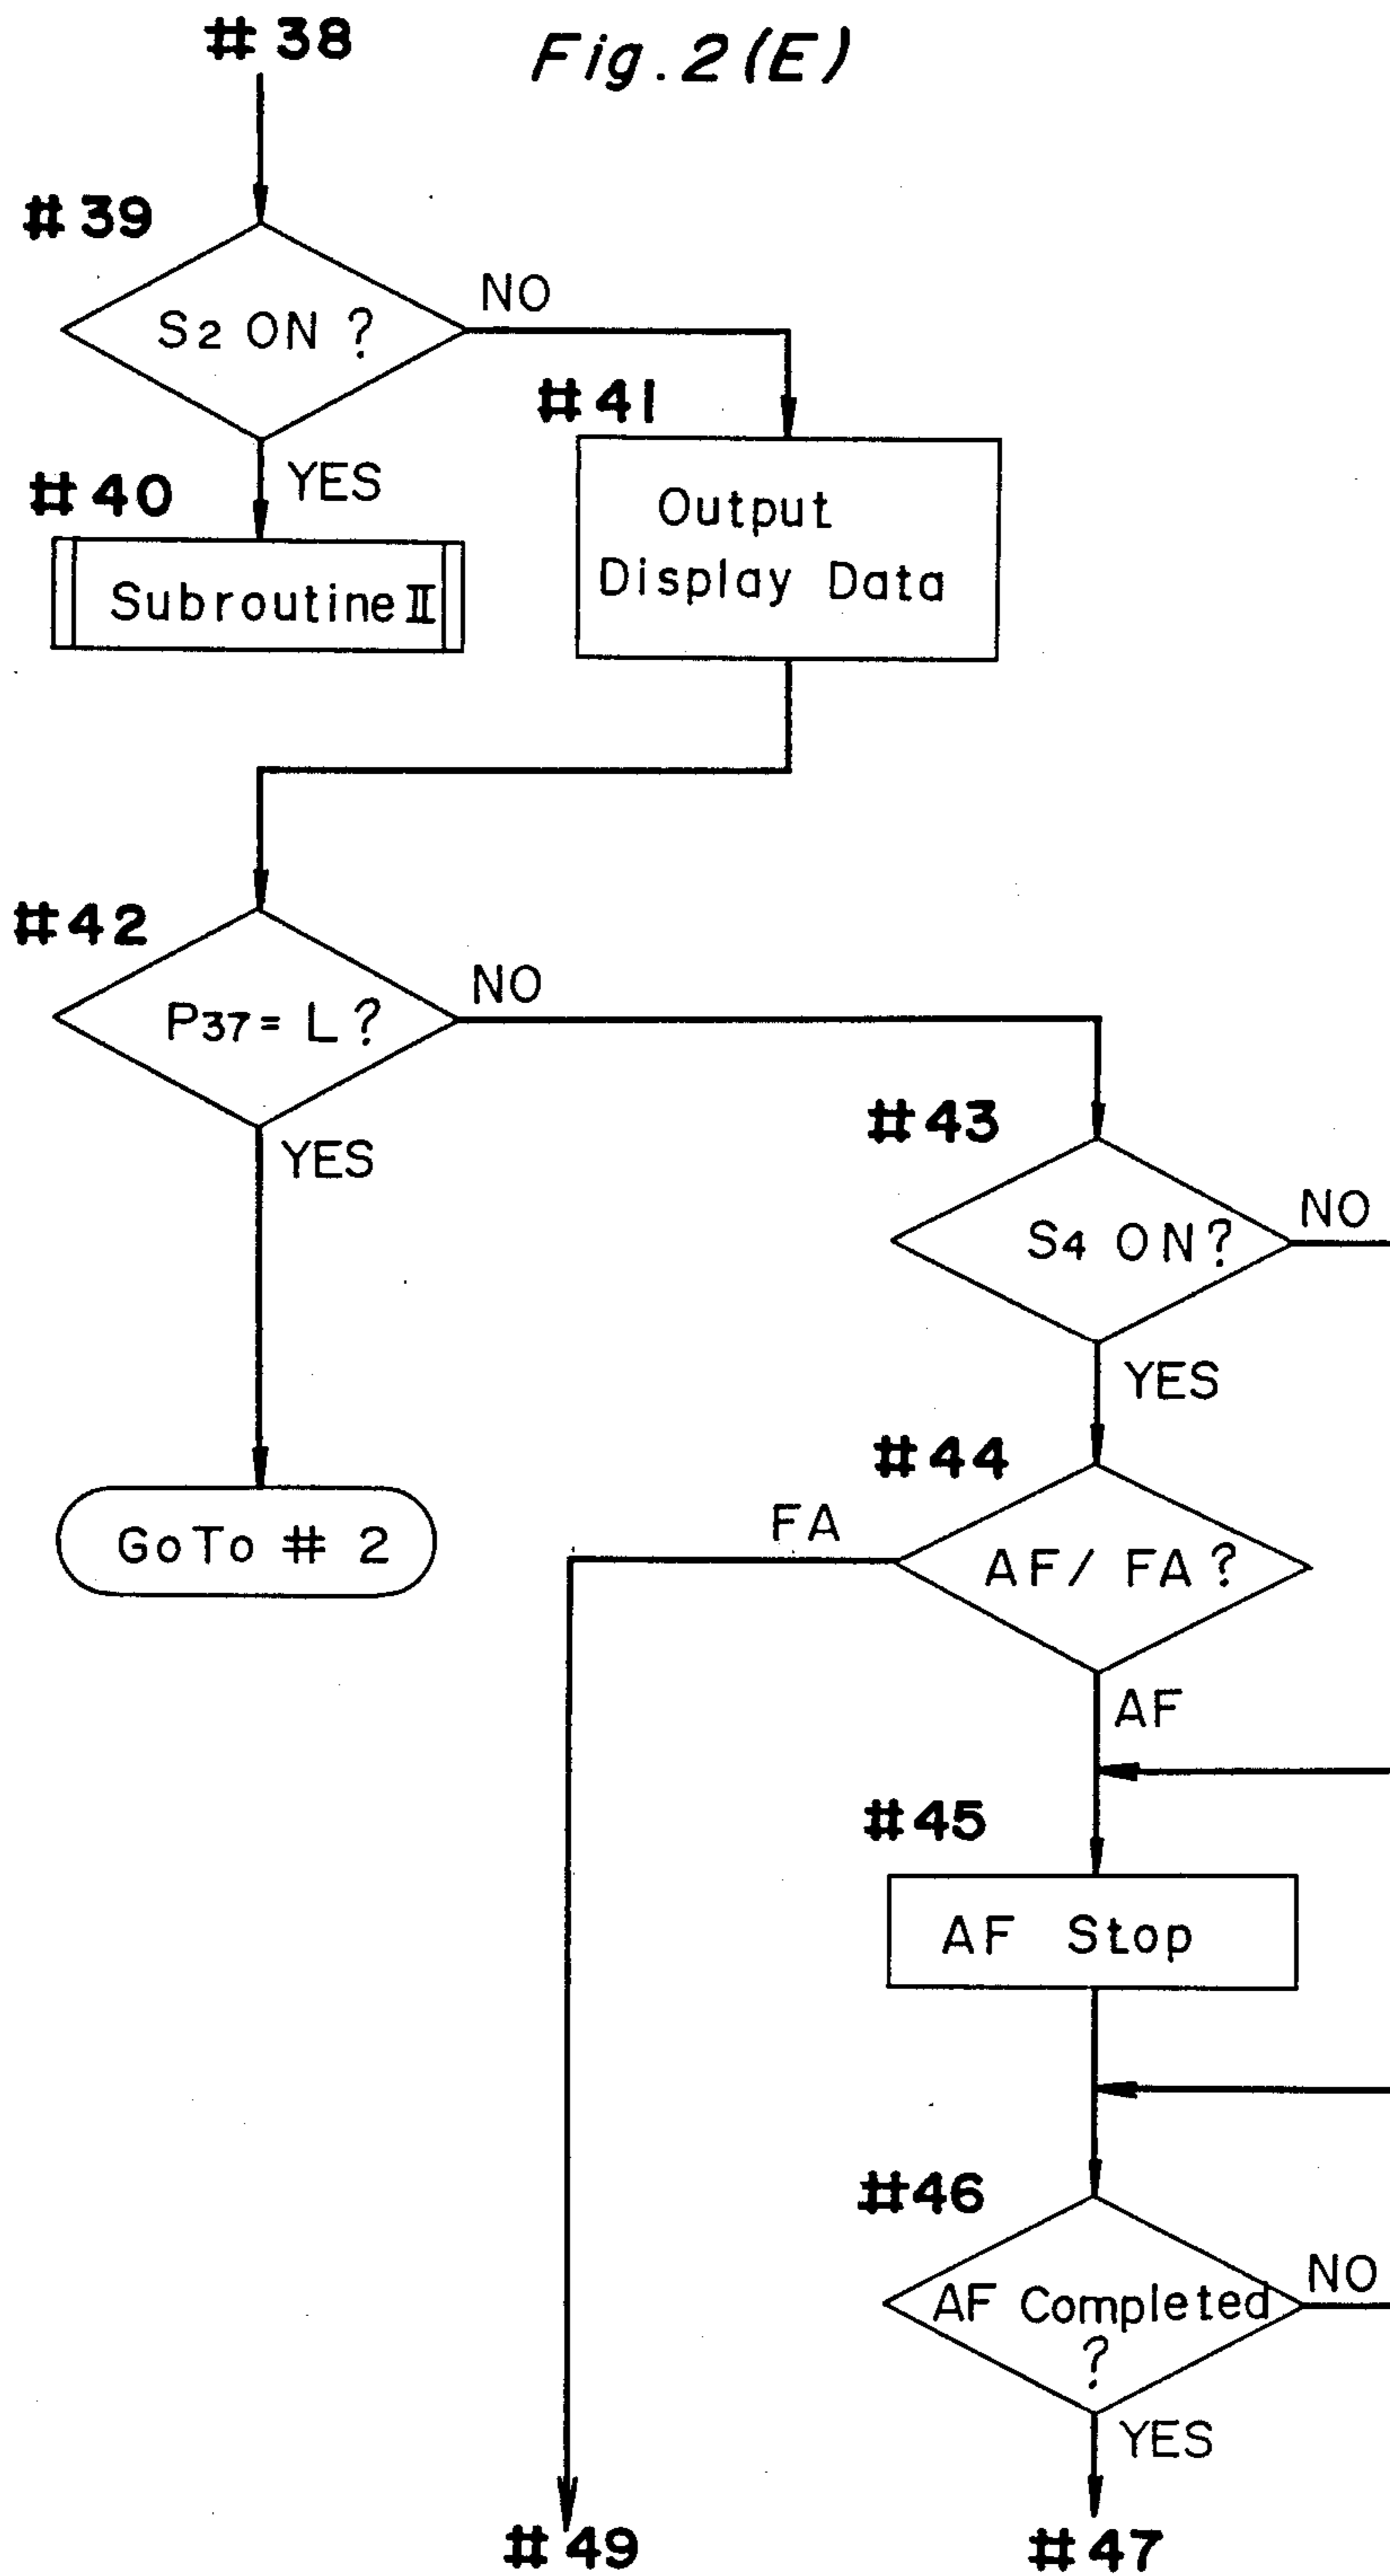 #38
Fig. 2(E)
#39
S2 ON ?
NO
#41
YES
#40
Output
Display Data
Subroutine II
#42
P37 = L ?
NO
#43
YES
S4 ON ?
NO
YES
#44
FA
AF / FA ?
GoTo # 2
AF
#45
AF Stop
#46
AF Completed
?
NO
YES
#49
#47